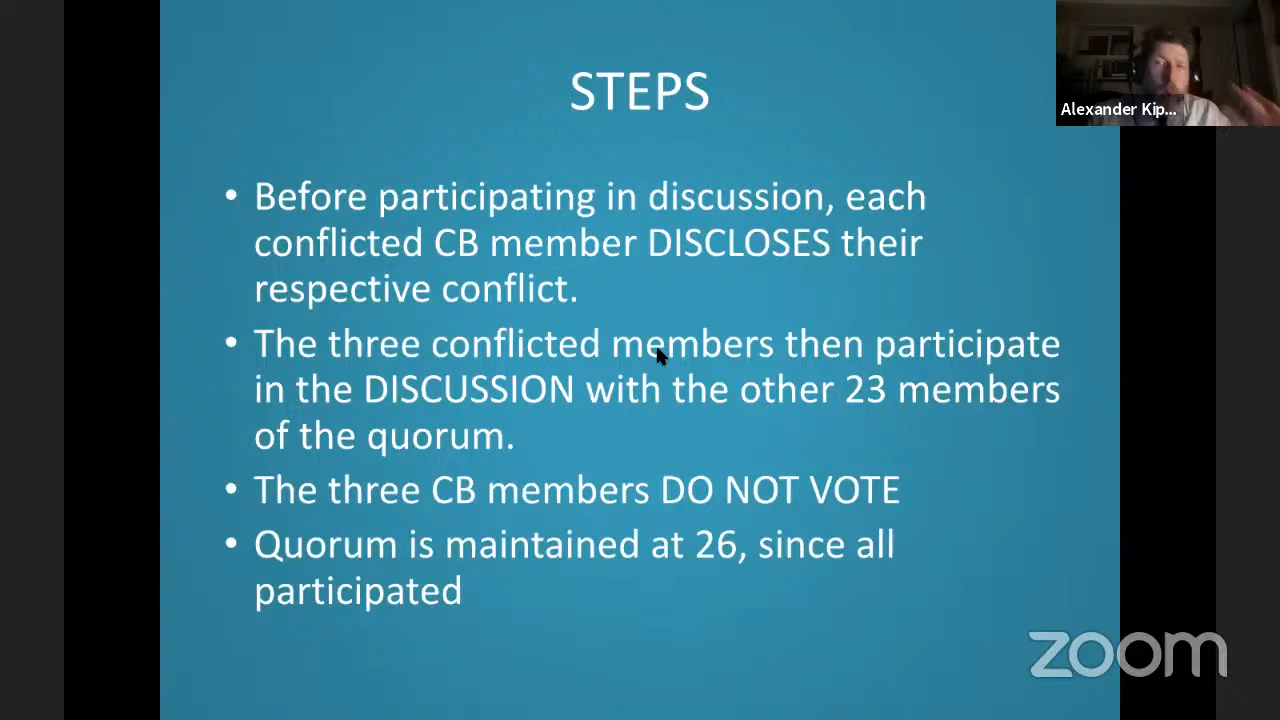 STEPS
Alexander Kip...
• Before participating in discussion, each
conflicted CB member DISCLOSES their
respective conflict.
• The three conflicted members then participate
in the DISCUSSION with the other 23 members
of the quorum.
• The three CB members DO NOT VOTE
• Quorum is maintained at 26, since all
participated
zoom